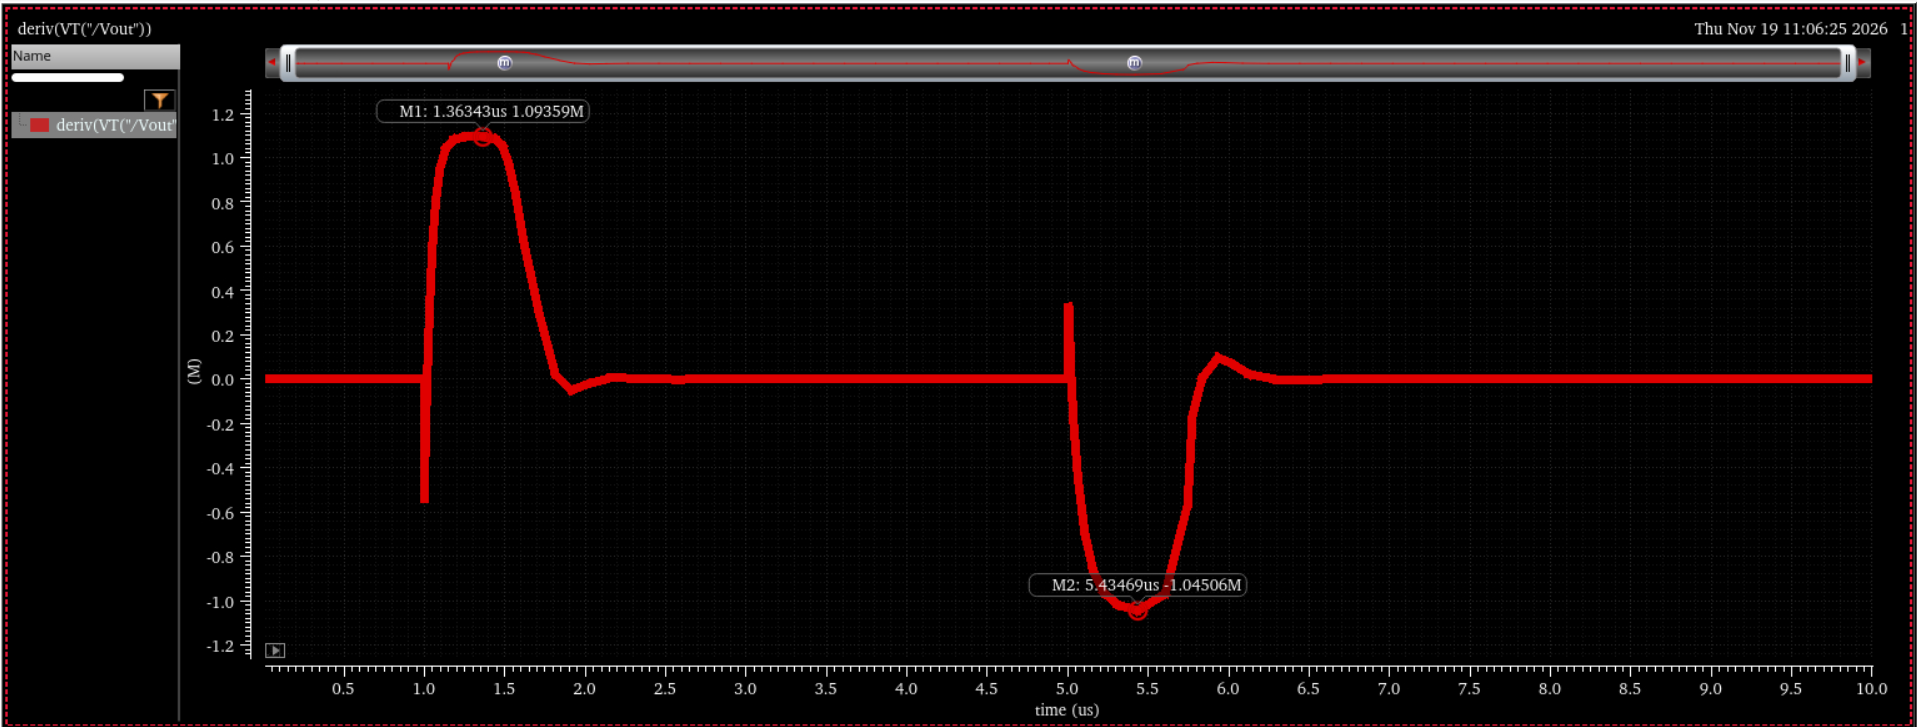 deriv(VT("/Vout"))
Thu Nov 19 11:06:25 2026 1
Name
deriv(VT("/Vout"
M1: 1.36343us 1.09359M
M2: 5.43469us -1.04506M
1.2
1.0
0.8
0.6
0.4
0.2
0.0
-0.2
-0.4
-0.6
-0.8
-1.0
-1.2
(M)
0.5 1.0 1.5 2.0 2.5 3.0 3.5 4.0 4.5 5.0 5.5 6.0 6.5 7.0 7.5 8.0 8.5 9.0 9.5 10.0
time (us)